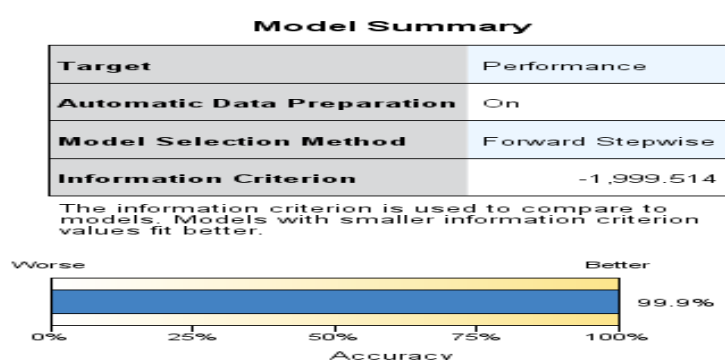 Model Summary
Target Performance
Automatic Data Preparation On
Model Selection Method Forward Stepwise
Information Criterion -1,999.514
The information criterion is used to compare to
models. Models with smaller information criterion
values fit better.
Worse Better
99.9%
0% 25% 50% 75% 100%
Accuracy